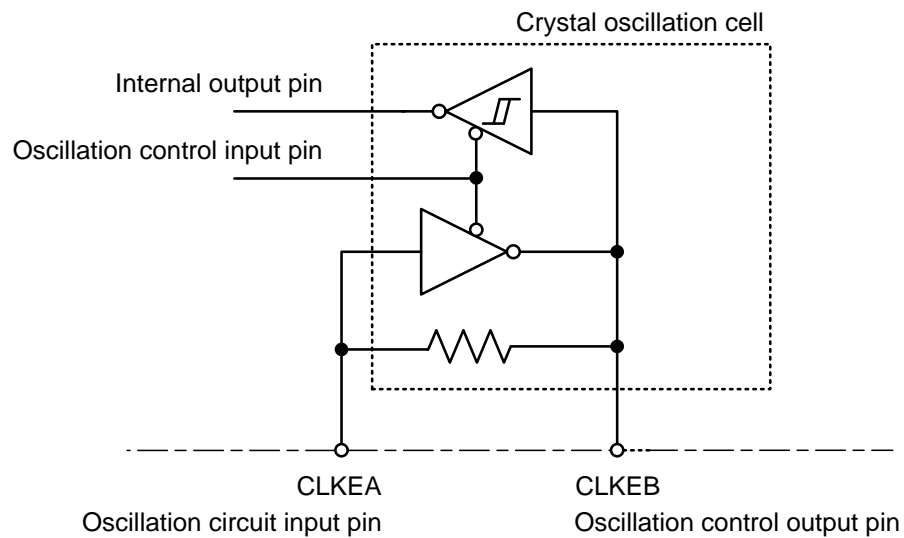 Crystal oscillation cell
Internal output pin
Oscillation control input pin
CLKEA
CLKEB
Oscillation circuit input pin
Oscillation control output pin